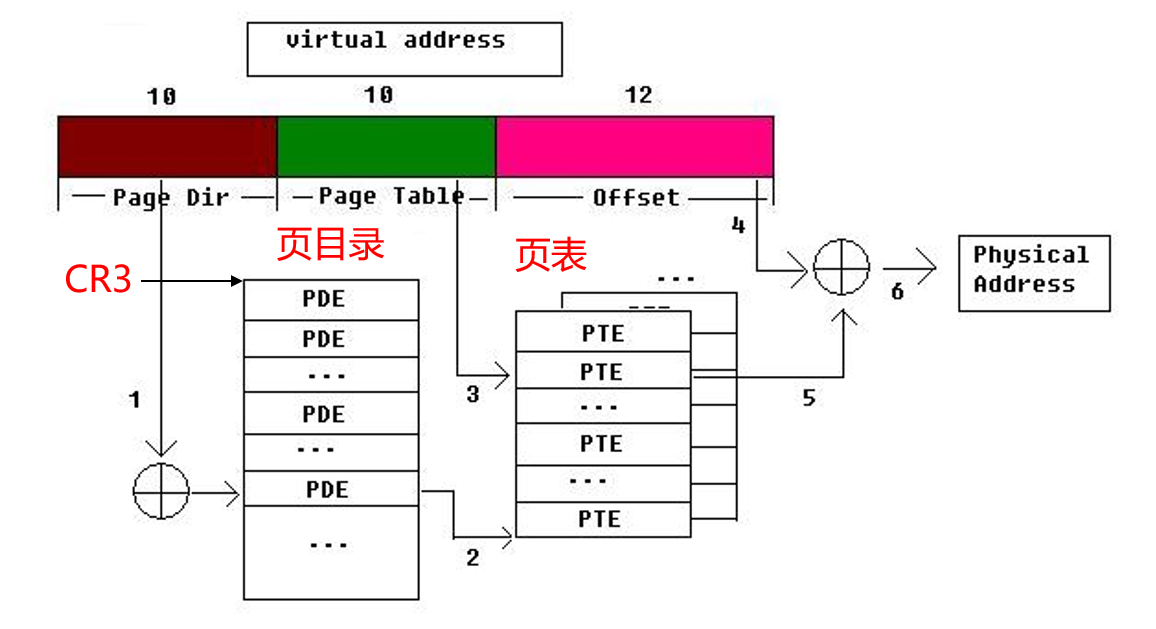 virtual address
10
10
12
Page Dir
Page Table
Offset
页目录
页表
CR3
4
Physical
Address
6
PDE
PDE
---
PDE
---
PDE
---
1
2
3
---
---
PTE
PTE
---
PTE
---
PTE
5